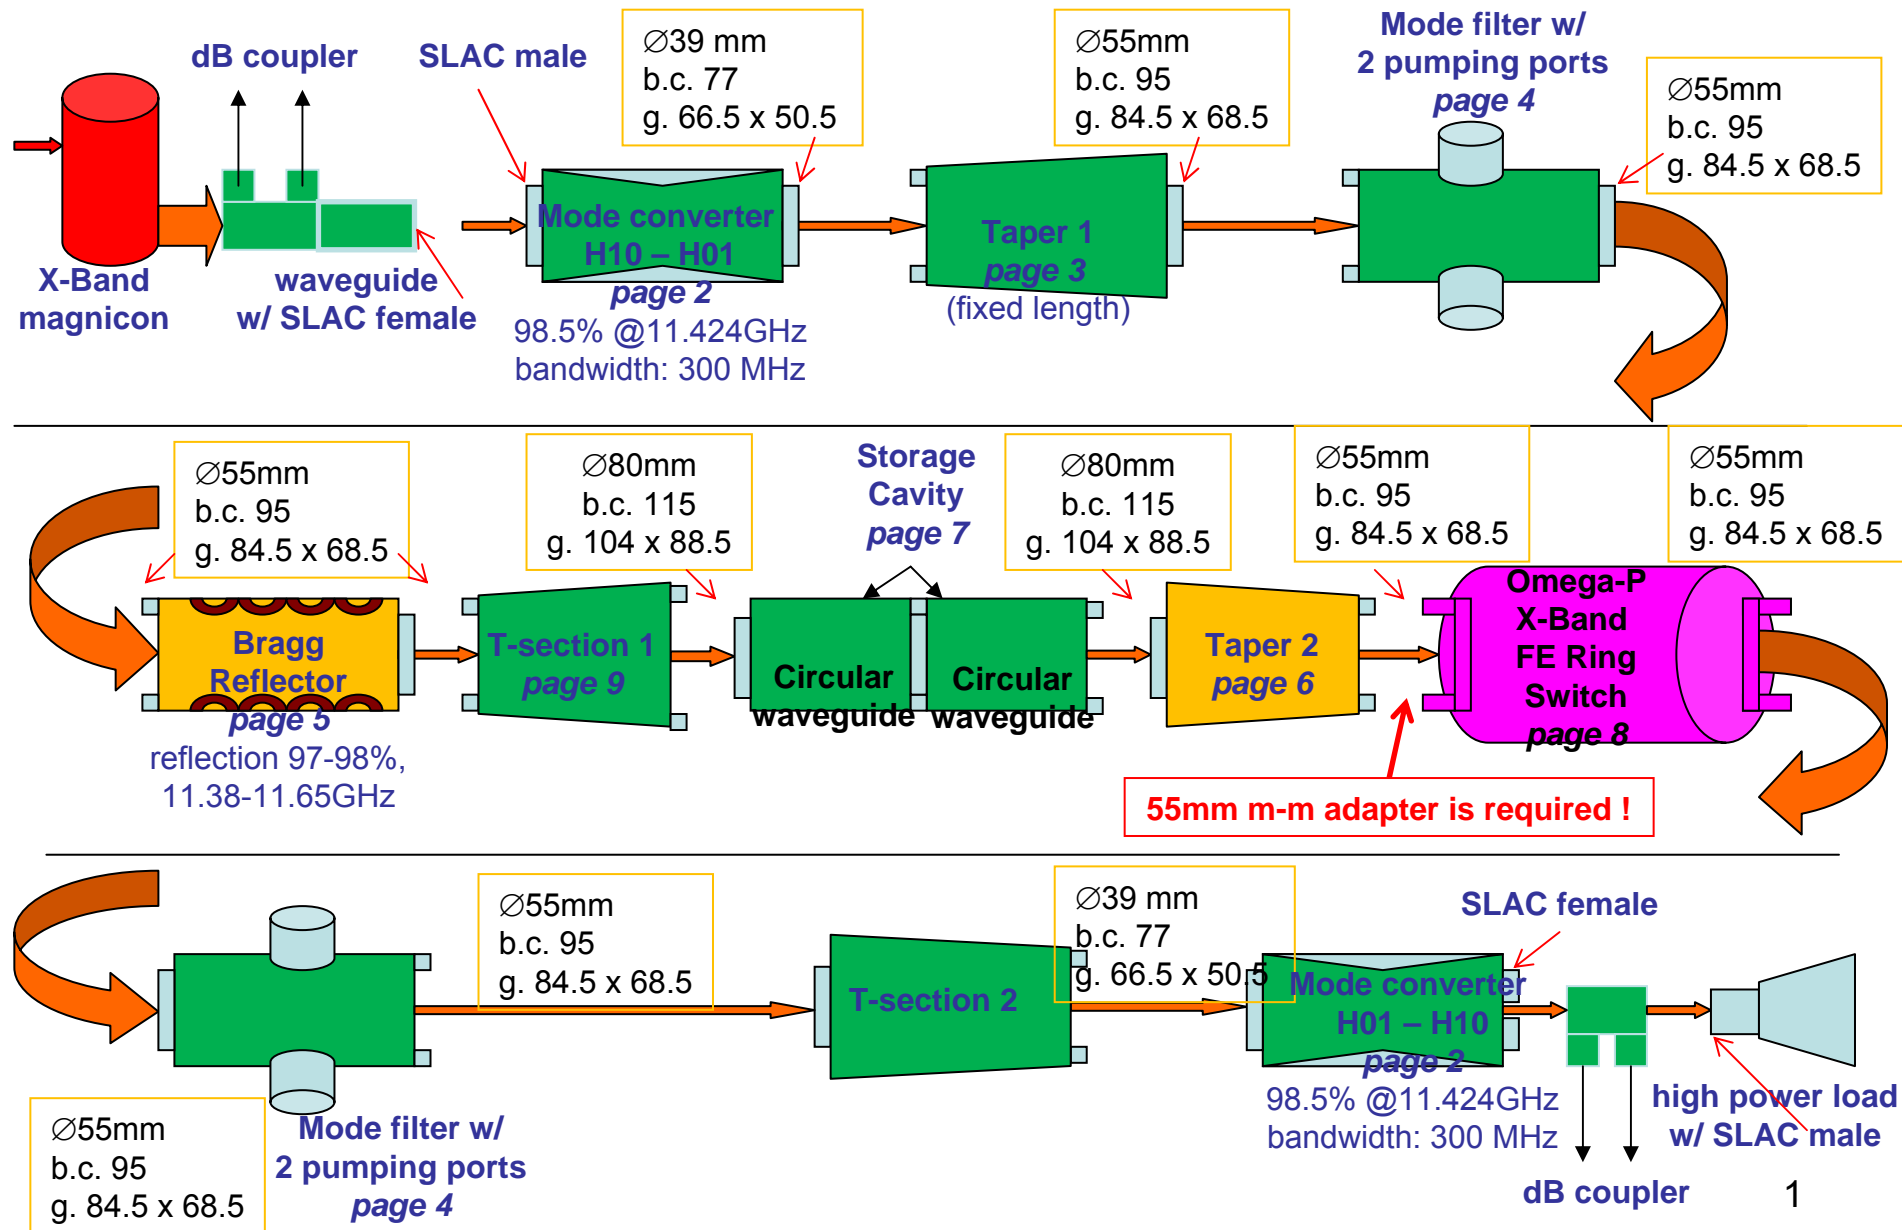 dB coupler
SLAC male
∅39 mm
b.c. 77
g. 66.5 x 50.5
∅55mm
b.c. 95
g. 84.5 x 68.5
Mode filter w/
2 pumping ports
page 4
∅55mm
b.c. 95
g. 84.5 x 68.5
X-Band
magnicon
waveguide
w/ SLAC female
Mode converter
H10 – H01
page 2
98.5% @11.424GHz
bandwidth: 300 MHz
Taper 1
page 3
(fixed length)
∅55mm
b.c. 95
g. 84.5 x 68.5
∅80mm
b.c. 115
g. 104 x 88.5
Storage
Cavity
page 7
∅80mm
b.c. 115
g. 104 x 88.5
∅55mm
b.c. 95
g. 84.5 x 68.5
∅55mm
b.c. 95
g. 84.5 x 68.5
Bragg
Reflector
page 5
reflection 97-98%,
11.38-11.65GHz
T-section 1
page 9
Circular
waveguide
Circular
waveguide
Taper 2
page 6
Omega-P
X-Band
FE Ring
Switch
page 8
55mm m-m adapter is required !
∅55mm
b.c. 95
g. 84.5 x 68.5
Mode filter w/
2 pumping ports
page 4
∅55mm
b.c. 95
g. 84.5 x 68.5
T-section 2
∅39 mm
b.c. 77
g. 66.5 x 50.5
SLAC female
Mode converter
H01 – H10
page 2
98.5% @11.424GHz
bandwidth: 300 MHz
dB coupler
high power load
w/ SLAC male
1